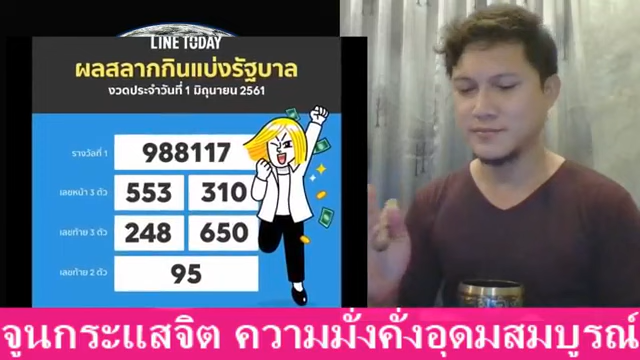 LINE TODAY
ผลสลากกินแบ่งรัฐบาล
งวดประจำวันที่ 1 มิถุนายน 2561
รางวัลที่ 1 988117
เลขหน้า 3 ตัว 553 310
เลขท้าย 3 ตัว 248 650
เลขท้าย 2 ตัว 95
จูนกระแสจิต ความมั่งคั่งอุดมสมบูรณ์